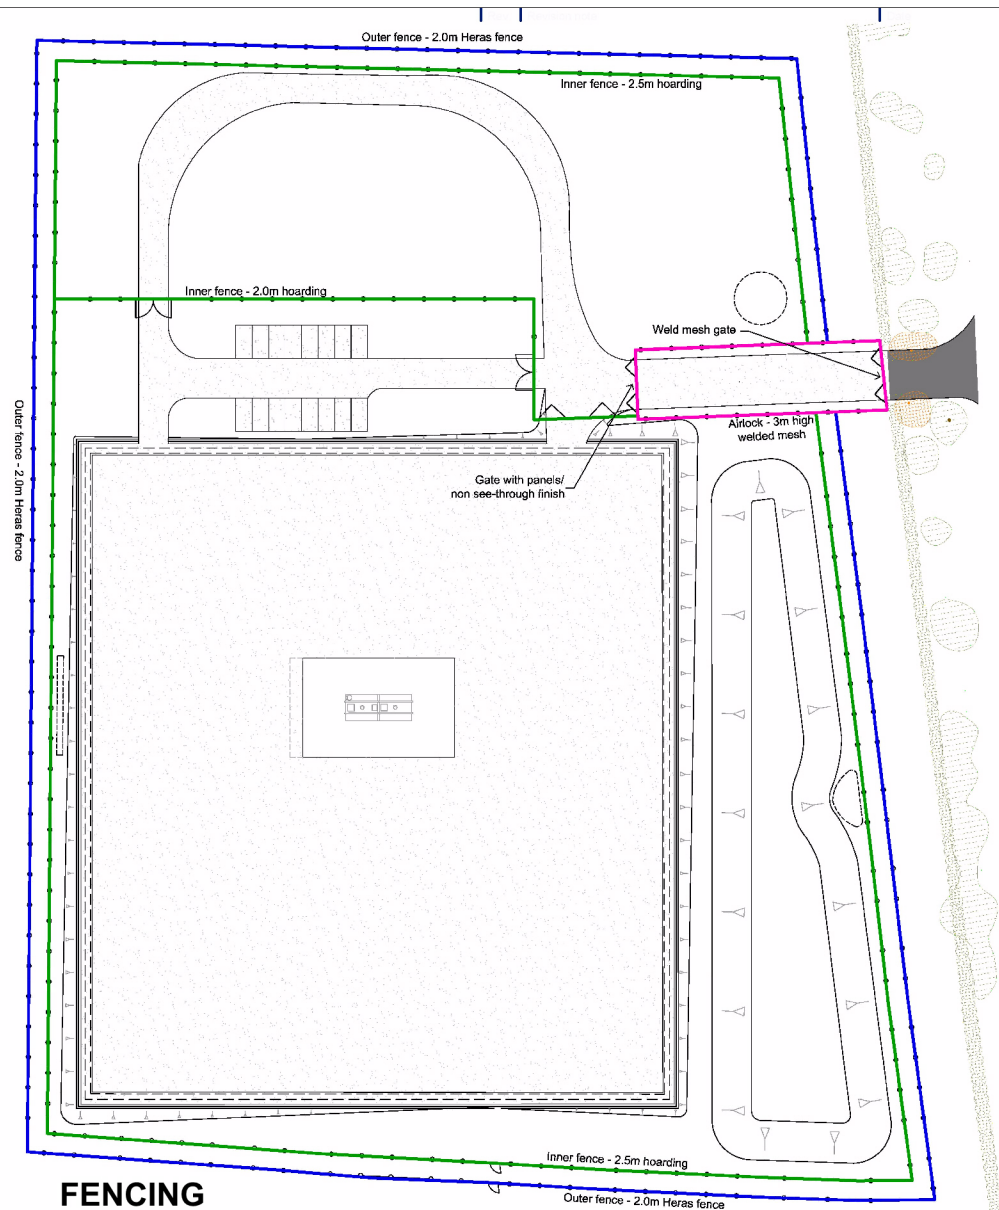 Outer fence - 2.0m Heras fence
Inner fence - 2.5m hoarding
Inner fence - 2.0m hoarding
Weld mesh gate
Outer fence - 2.0m Heras fence
Airlock - 3m high
welded mesh
Gate with panels/
non see-through finish
Inner fence - 2.5m hoarding
FENCING
Outer fence - 2.0m Heras fence